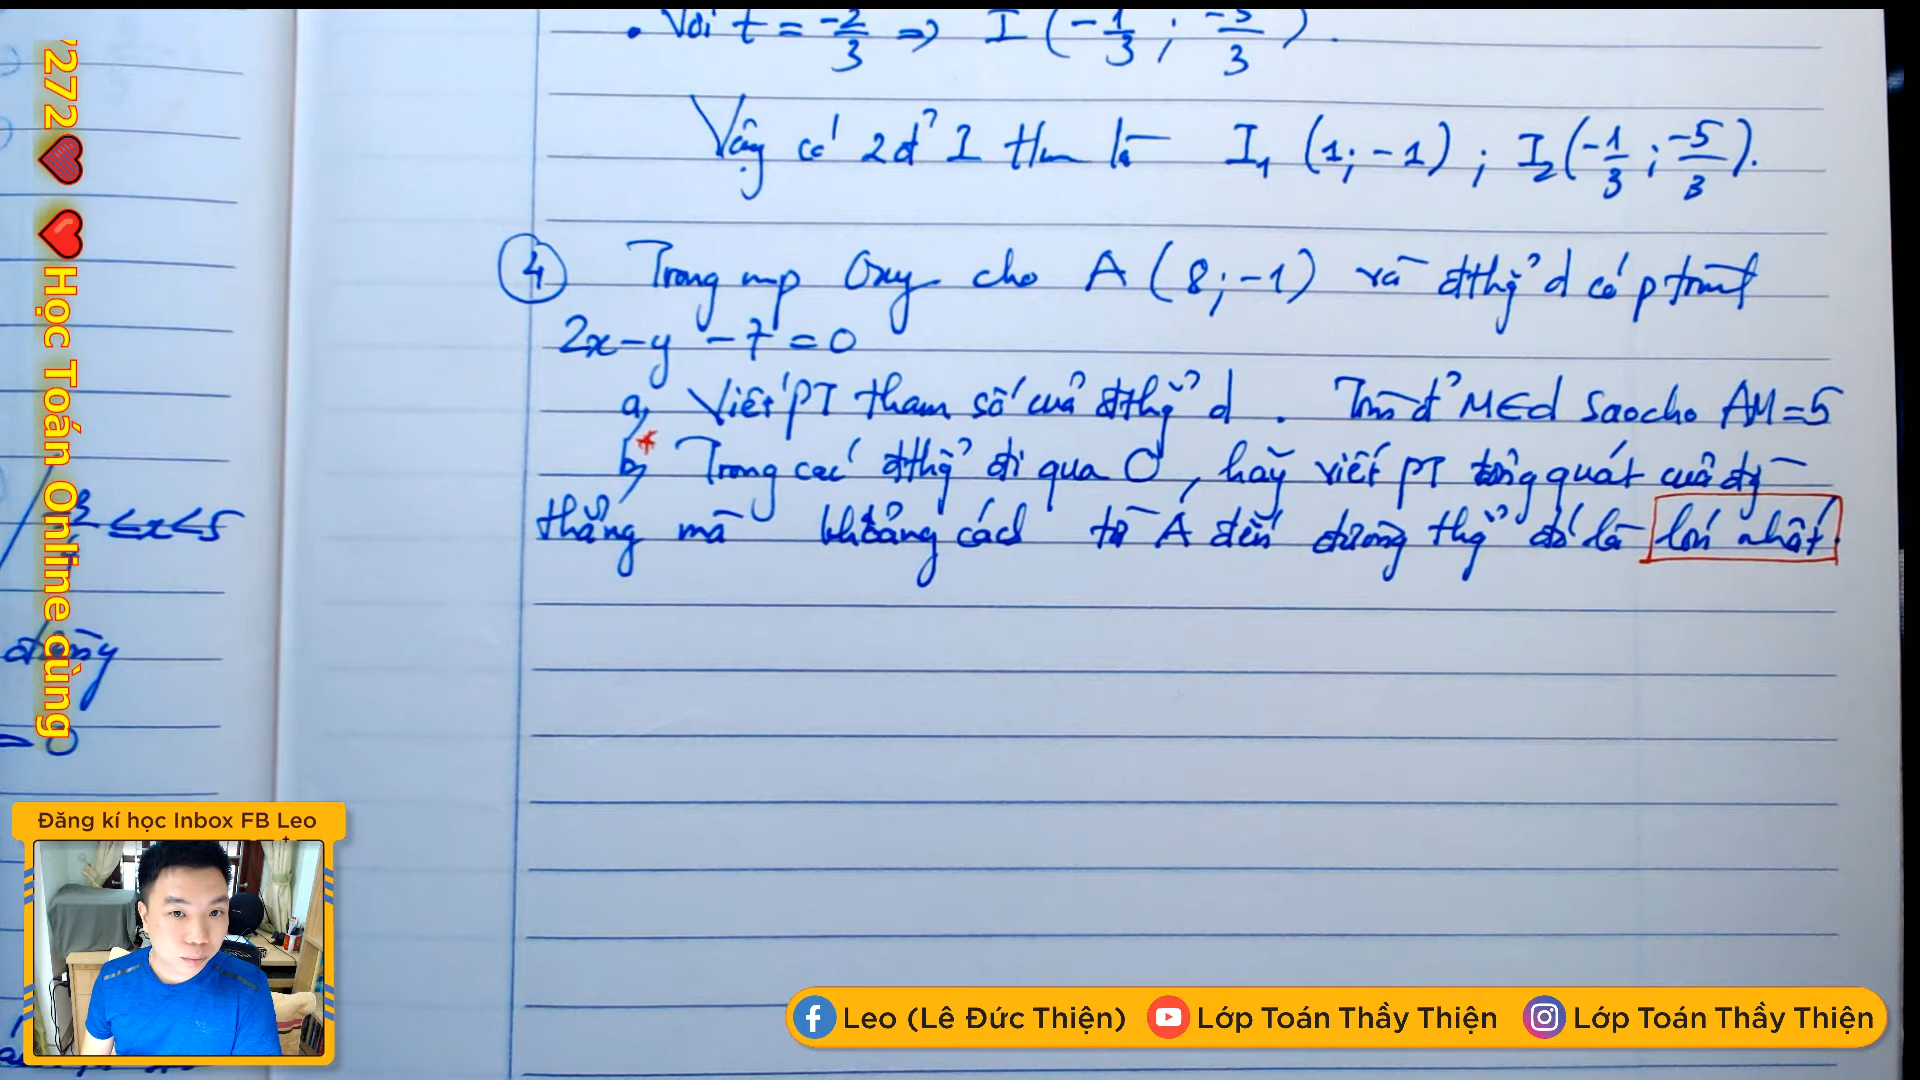 • Với t = -2/3 => I (-1/3 ; -5/3).
Vậy có 2 đ' I tm là I₁ (1; -1) ; I₂ (-1/3 ; -5/3).
④ Trong mp Oxy cho A (8; -1) và đthg̉ d có ptrình
2x - y - 7 = 0
a, Viết PT tham số của đthg̉ d . Tìm đ' M∈d sao cho AM = 5
*
b, Trong các đthg̉ đi qua O, hãy viết PT tổng quát của đg̀
thẳng mà khoảng cách từ A đến đường thg̉ đó là lớn nhất.
≤x<5
đường
= 0
/272❤️ ❤️Học Toán Online cùng
Đăng kí học Inbox FB Leo
Leo (Lê Đức Thiện) Lớp Toán Thầy Thiện Lớp Toán Thầy Thiện